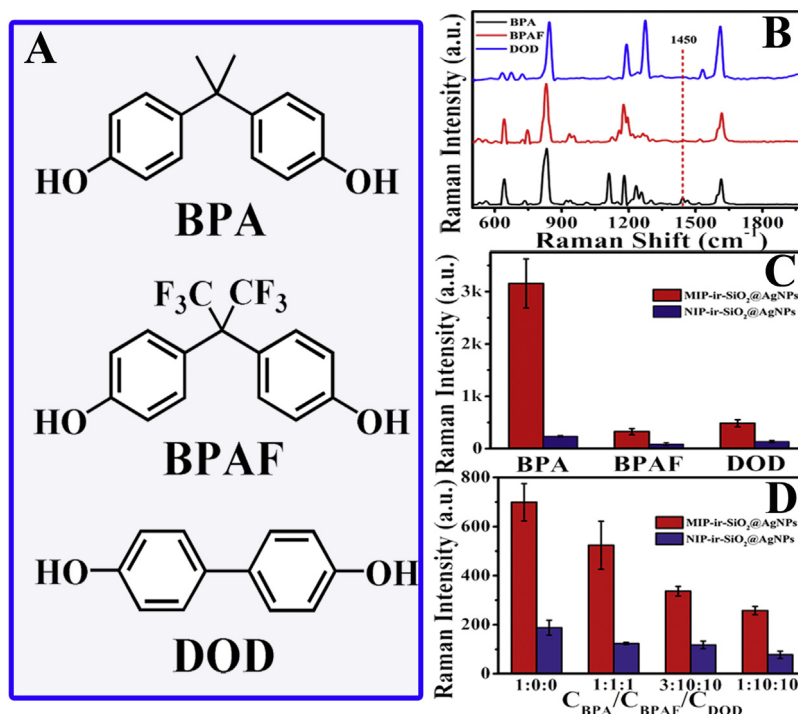 A
HO
OH
BPA
F₃C CF₃
HO
OH
BPAF
HO
OH
DOD
B
BPA
BPAF
DOD
1450
Raman Intensity (a.u.)
600 900 1200 1500 1800
Raman Shift (cm⁻¹)
C
MIP-ir-SiO₂@AgNPs
NIP-ir-SiO₂@AgNPs
Raman Intensity (a.u.)
3k
2k
1k
0
BPA BPAF DOD
D
MIP-ir-SiO₂@AgNPs
NIP-ir-SiO₂@AgNPs
Raman Intensity (a.u.)
800
600
400
200
0
1:0:0 1:1:1 3:10:10 1:10:10
C_BPA/C_BPAF/C_DOD